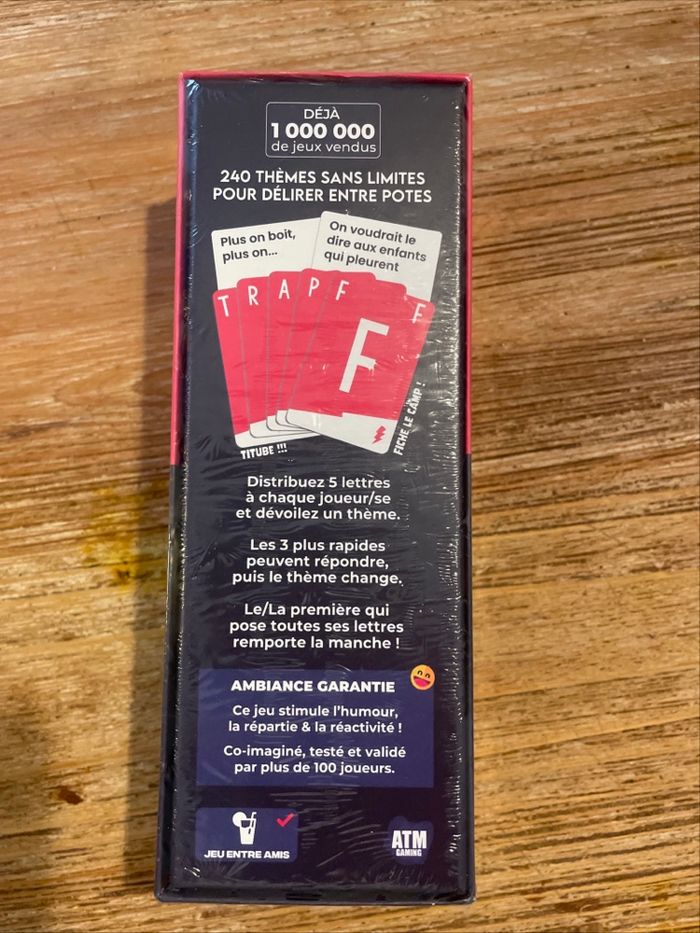 DÉJÀ
1 000 000
de jeux vendus
240 THÈMES SANS LIMITES
POUR DÉLIRER ENTRE POTES
Plus on boit,
plus on...
On voudrait le
dire aux enfants
qui pleurent
T R A P F F
F
TITUBE !!!
FICHE LE CAMP !
Distribuez 5 lettres
à chaque joueur/se
et dévoilez un thème.
Les 3 plus rapides
peuvent répondre,
puis le thème change.
Le/La première qui
pose toutes ses lettres
remporte la manche !
AMBIANCE GARANTIE
Ce jeu stimule l'humour,
la répartie & la réactivité !
Co-imaginé, testé et validé
par plus de 100 joueurs.
JEU ENTRE AMIS
ATM
GAMING